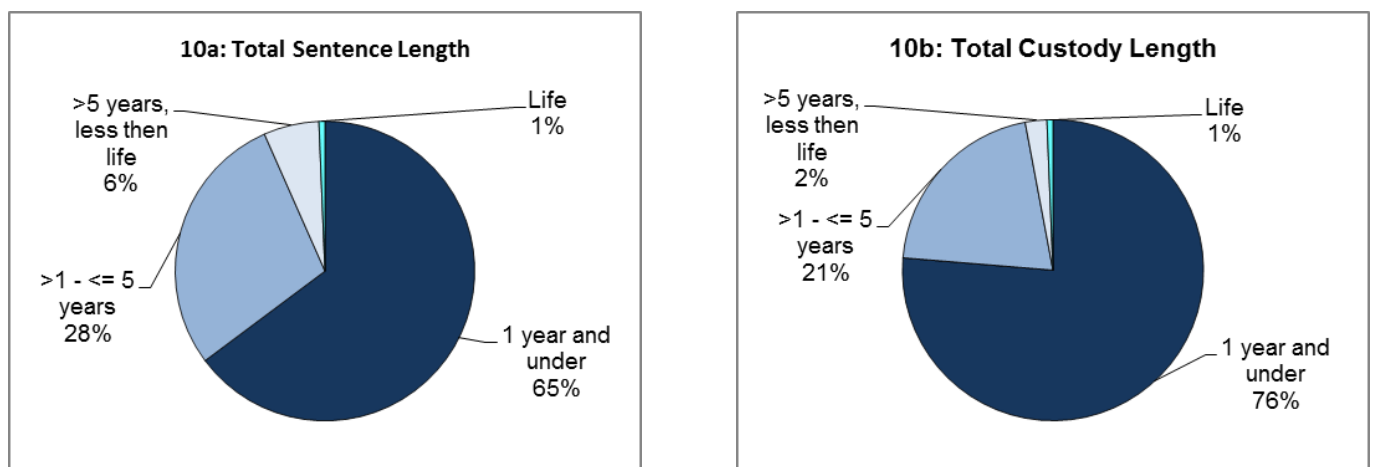 10a: Total Sentence Length
>5 years,
less then
life
6%
Life
1%
>1 - <= 5
years
28%
1 year and
under
65%
10b: Total Custody Length
>5 years,
less then
life
2%
Life
1%
>1 - <= 5
years
21%
1 year and
under
76%